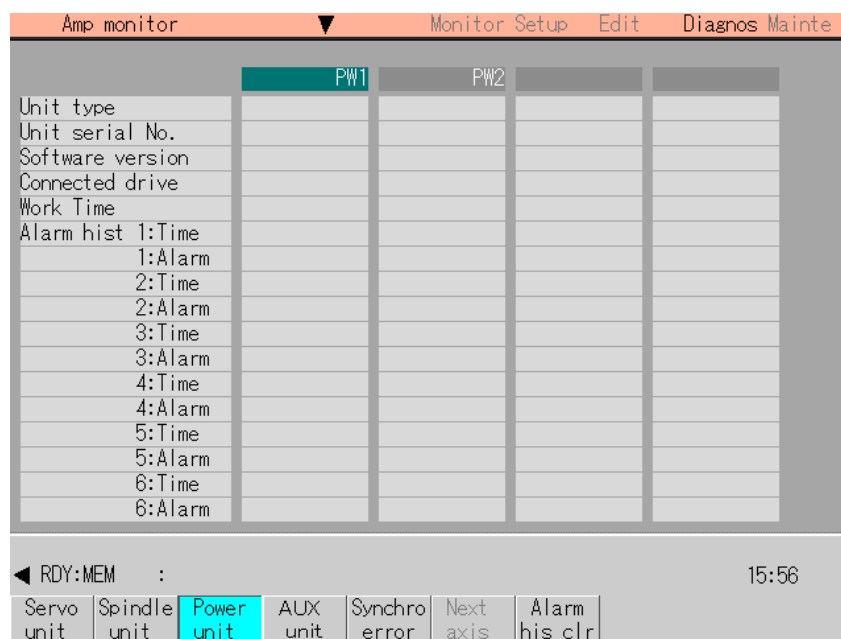 Amp monitor ▼ Monitor Setup Edit Diagnos Mainte
PW1 PW2
Unit type
Unit serial No.
Software version
Connected drive
Work Time
Alarm hist 1:Time
1:Alarm
2:Time
2:Alarm
3:Time
3:Alarm
4:Time
4:Alarm
5:Time
5:Alarm
6:Time
6:Alarm
◀ RDY:MEM : 15:56
Servo Spindle Power AUX Synchro Next Alarm
unit unit unit unit error axis his clr